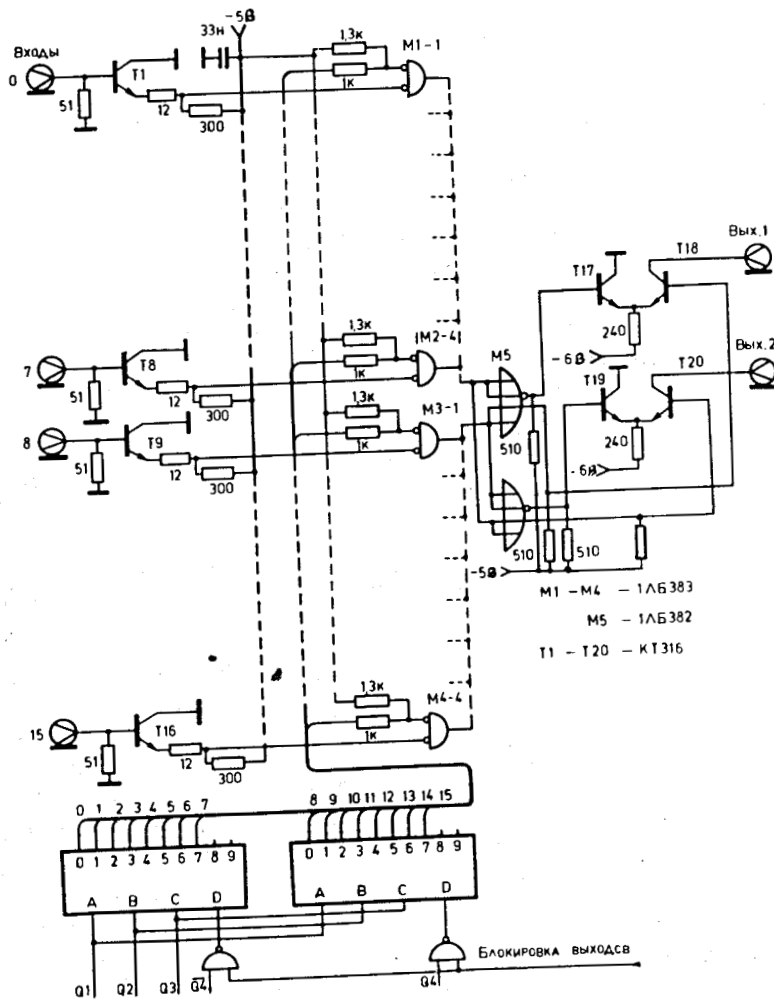 Входы
-5В
33н
1,3к
М1-1
0
Т1
1к
51
12
300
Вых.1
Т18
Т17
240
-6В
Вых.2
Т20
Т19
240
-6В
1,3к
М2-4
7
Т8
1к
М5
51
12
300
1,3к
М3-1
8
Т9
1к
51
12
300
510
510
510
-5В
М1-М4 - 1ЛБ383
М5 - 1ЛБ382
Т1 - Т20 - КТ316
1,3к
М4-4
15
Т16
1к
51
12
300
0 1 2 3 4 5 6 7
8 9 10 11 12 13 14 15
0 1 2 3 4 5 6 7 8 9
0 1 2 3 4 5 6 7 8 9
A B C D
A B C D
Блокировка выходов
Q1 Q2 Q3 Q̅4̅
Q4